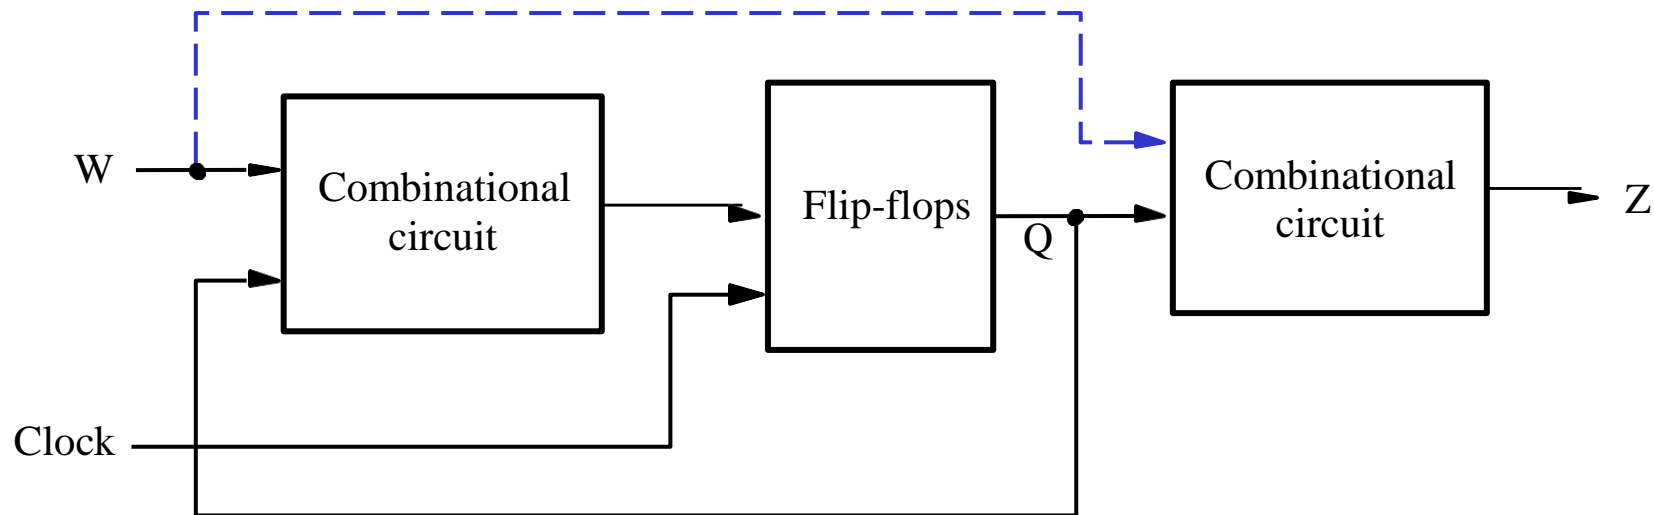 W
Combinational
circuit
Flip-flops
Q
Combinational
circuit
Z
Clock